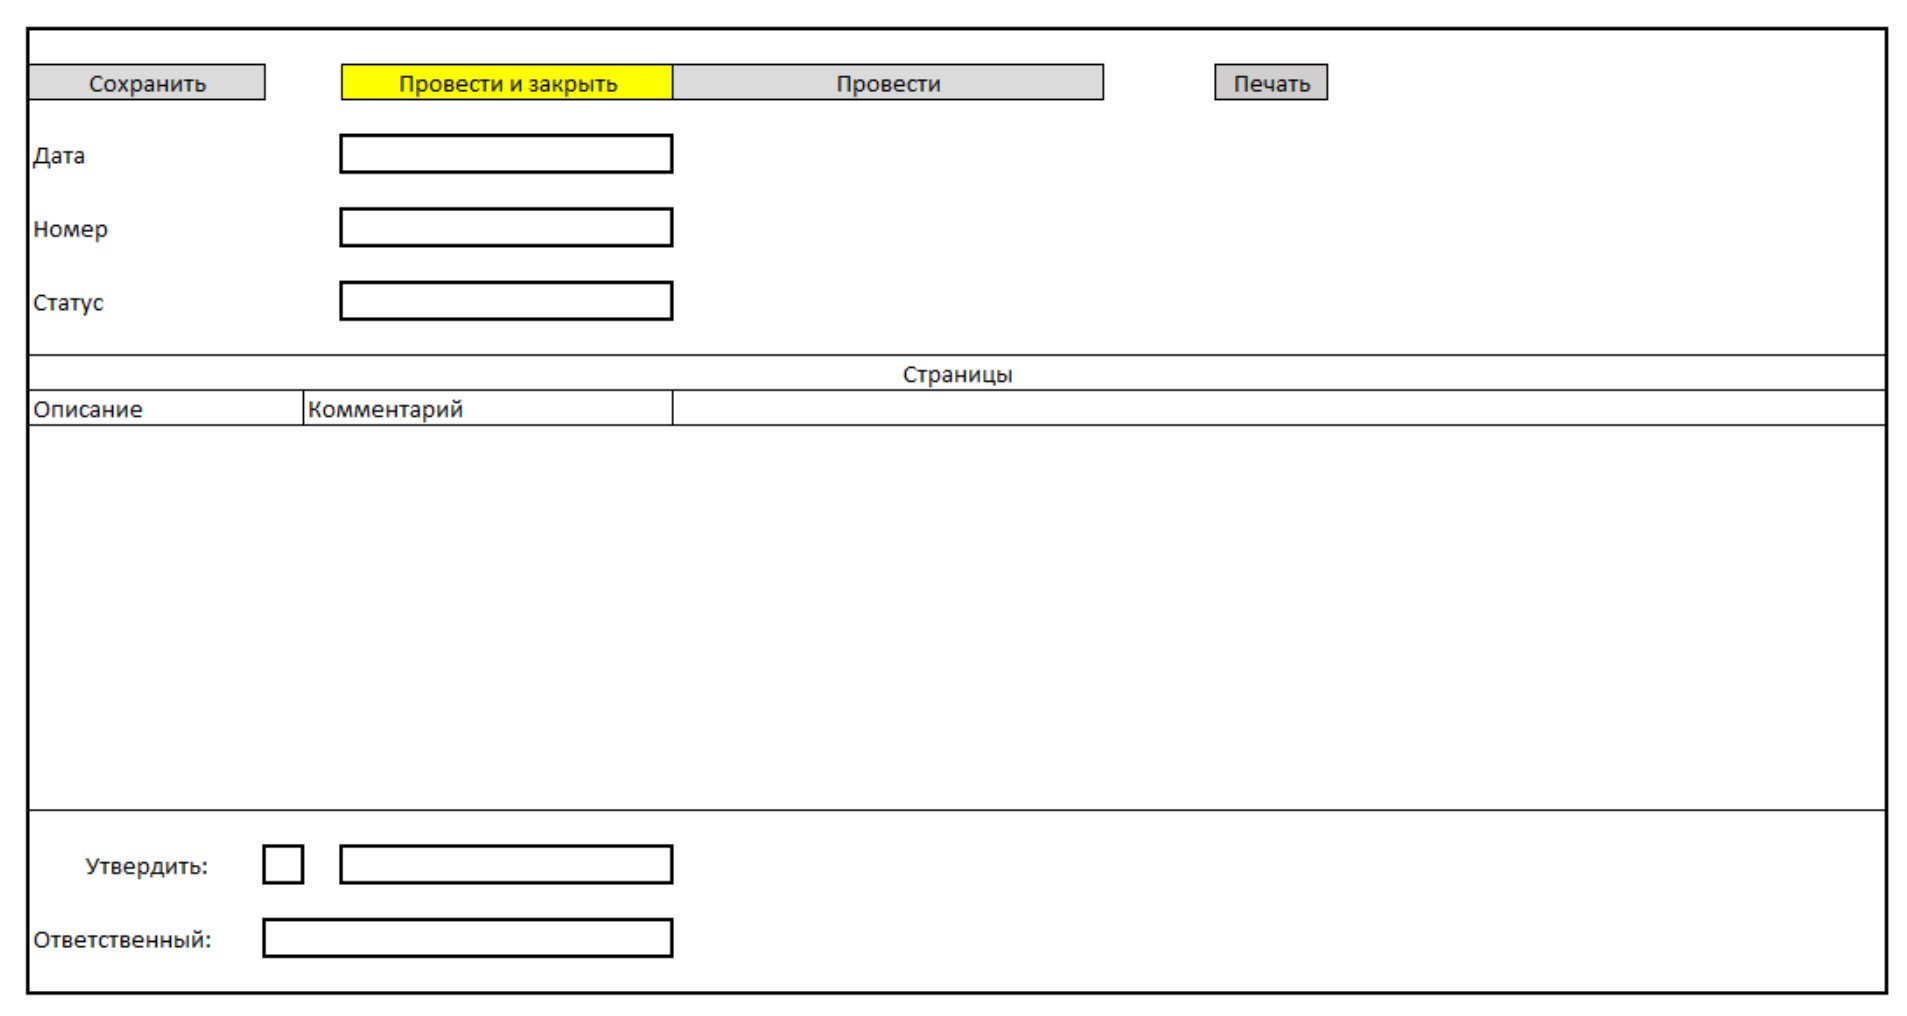 Сохранить Провести и закрыть Провести Печать
Дата
Номер
Статус
Страницы
Описание Комментарий
Утвердить:
Ответственный: